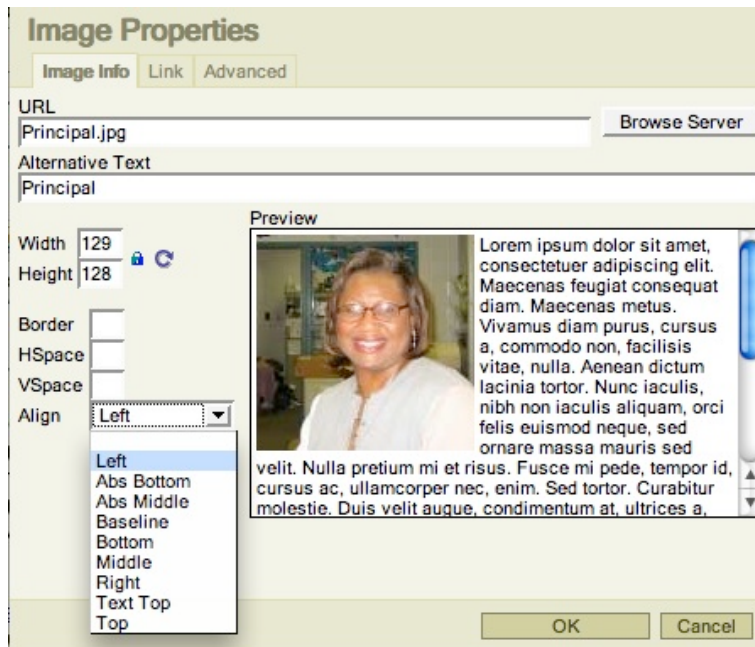 Image Properties
Image Info Link Advanced
URL
Principal.jpg
Browse Server
Alternative Text
Principal
Width 129
Height 128
Border
HSpace
VSpace
Align Left
Left
Abs Bottom
Abs Middle
Baseline
Bottom
Middle
Right
Text Top
Top
Preview
Lorem ipsum dolor sit amet,
consectetuer adipiscing elit.
Maecenas feugiat consequat
diam. Maecenas metus.
Vivamus diam purus, cursus
a, commodo non, facilisis
vitae, nulla. Aenean dictum
lacinia tortor. Nunc iaculis,
nibh non iaculis aliquam, orci
felis euismod neque, sed
ornare massa mauris sed
velit. Nulla pretium mi et risus. Fusce mi pede, tempor id,
cursus ac, ullamcorper nec, enim. Sed tortor. Curabitur
molestie. Duis velit augue, condimentum at, ultrices a,
OK Cancel